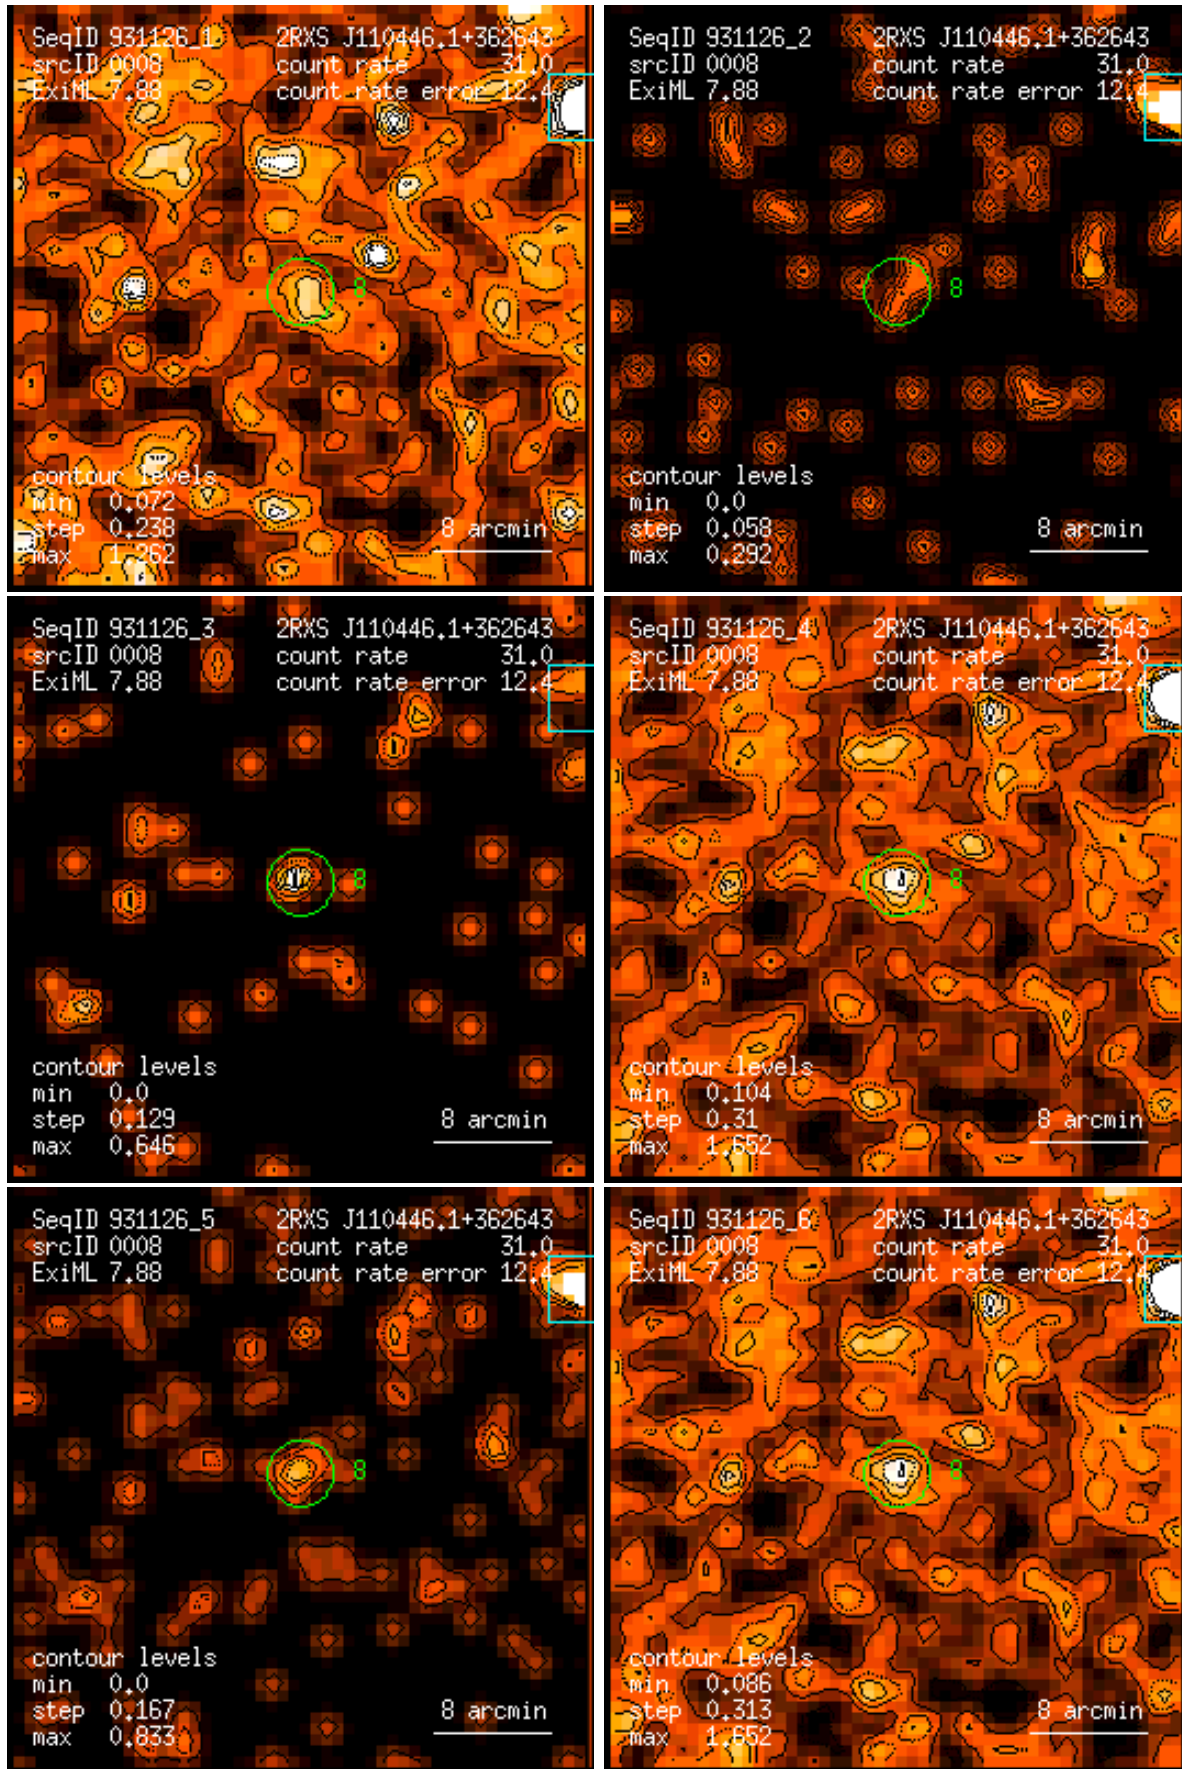 SeqID 931126_1 2RXS J110446.1+362643
srcID 0008 count rate 31.0
ExiML 7.88 count rate error 12.4
8
contour levels
min 0.072
step 0.238 8 arcmin
max 1.262
SeqID 931126_2 2RXS J110446.1+362643
srcID 0008 count rate 31.0
ExiML 7.88 count rate error 12.4
8
contour levels
min 0.0
step 0.058 8 arcmin
max 0.292
SeqID 931126_3 2RXS J110446.1+362643
srcID 0008 count rate 31.0
ExiML 7.88 count rate error 12.4
8
contour levels
min 0.0
step 0.129 8 arcmin
max 0.646
SeqID 931126_4 2RXS J110446.1+362643
srcID 0008 count rate 31.0
ExiML 7.88 count rate error 12.4
8
contour levels
min 0.104
step 0.31 8 arcmin
max 1.652
SeqID 931126_5 2RXS J110446.1+362643
srcID 0008 count rate 31.0
ExiML 7.88 count rate error 12.4
8
contour levels
min 0.0
step 0.167 8 arcmin
max 0.833
SeqID 931126_6 2RXS J110446.1+362643
srcID 0008 count rate 31.0
ExiML 7.88 count rate error 12.4
8
contour levels
min 0.086
step 0.313 8 arcmin
max 1.652